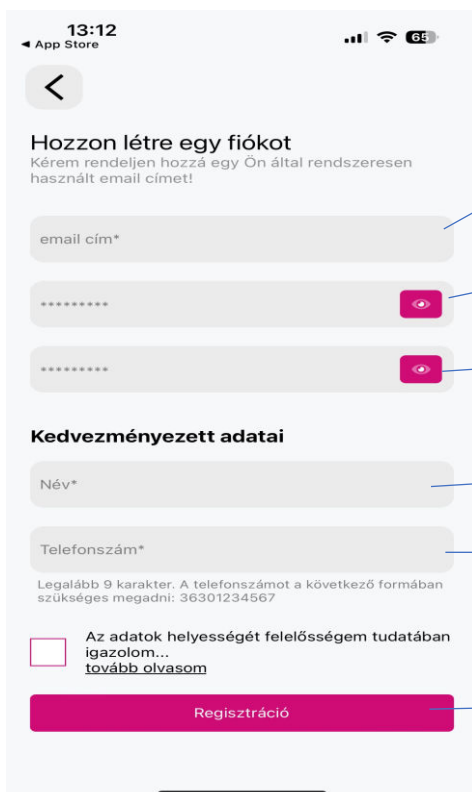 13:12
◀ App Store
65
Hozzon létre egy fiókot
Kérem rendeljen hozzá egy Ön által rendszeresen
használt email címet!
email cím*
*********
*********
Kedvezményezett adatai
Név*
Telefonszám*
Legalább 9 karakter. A telefonszámot a következő formában
szükséges megadni: 36301234567
Az adatok helyességét felelősségem tudatában
igazolom...
tovább olvasom
Regisztráció